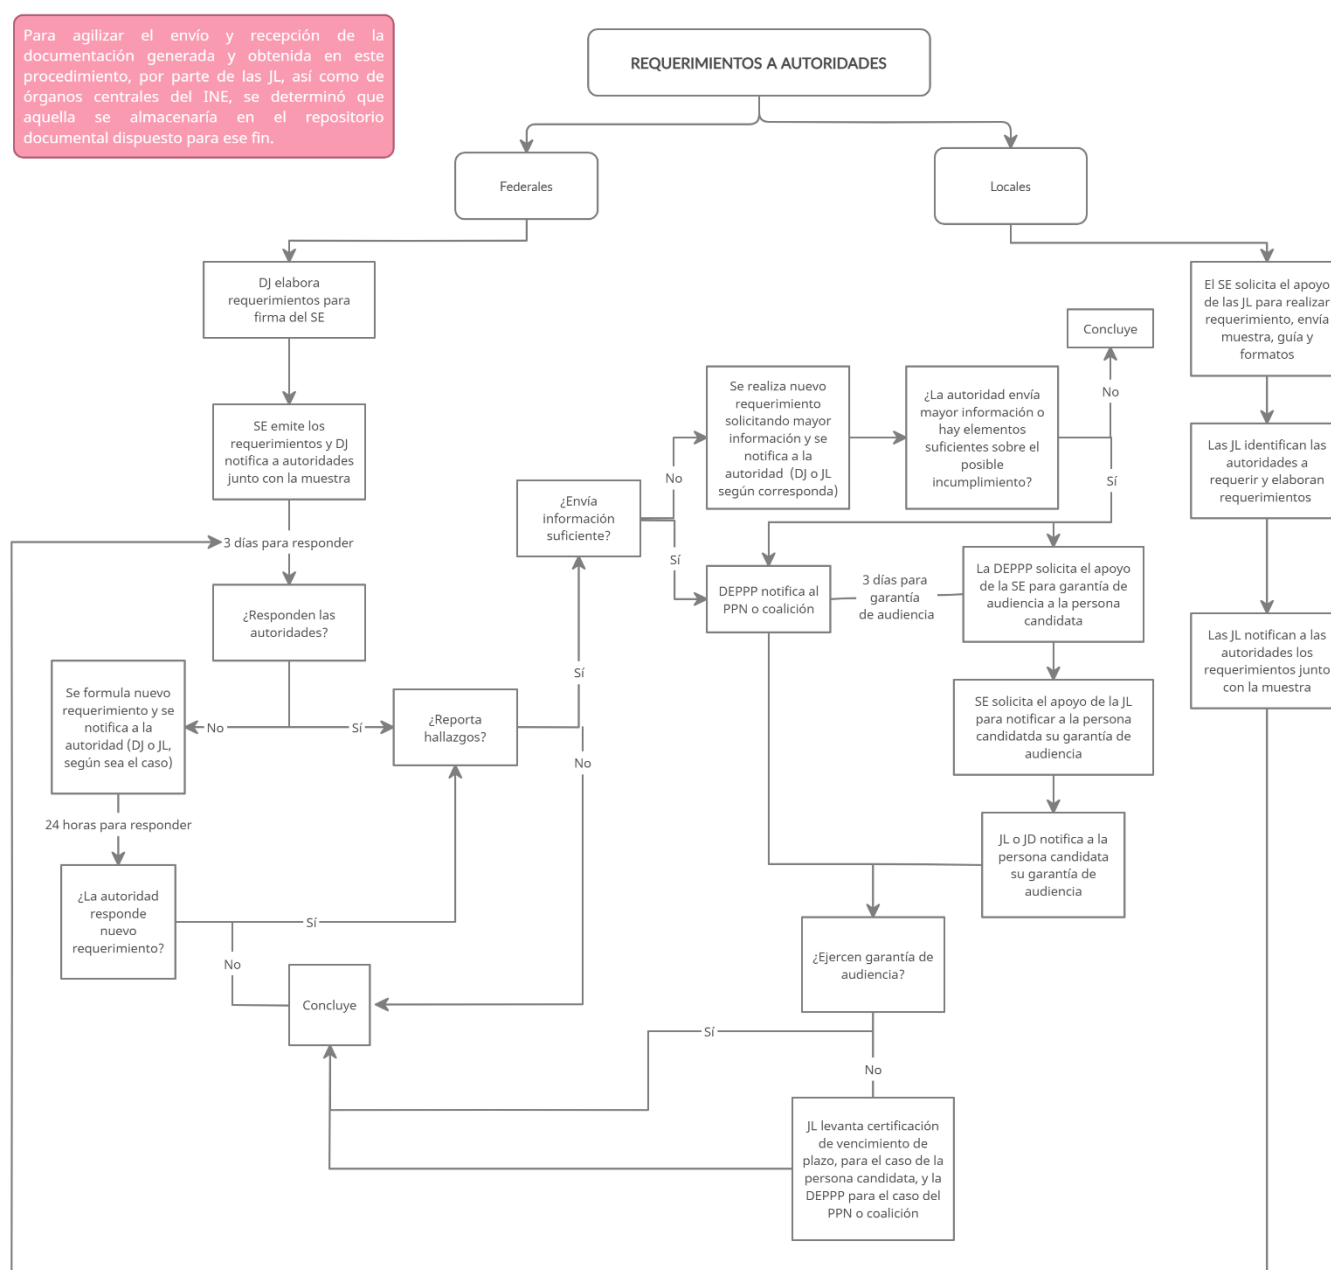 Para agilizar el envío y recepción de la
documentación generada y obtenida en este
procedimiento, por parte de las JL, así como de
órganos centrales del INE, se determinó que
aquella se almacenaría en el repositorio
documental dispuesto para ese fin.
REQUERIMIENTOS A AUTORIDADES
Federales
Locales
DJ elabora
requerimientos para
firma del SE
El SE solicita el apoyo
de las JL para realizar
requerimiento, envía
muestra, guía y
formatos
Concluye
No
SE emite los
requerimientos y DJ
notifica a autoridades
junto con la muestra
Se realiza nuevo
requerimiento
solicitando mayor
información y se
notifica a la
autoridad (DJ o JL
según corresponda)
¿La autoridad envía
mayor información o
hay elementos
suficientes sobre el
posible
incumplimiento?
Las JL identifican las
autoridades a
requerir y elaboran
requerimientos
No
Sí
¿Envía
información
suficiente?
3 días para responder
Sí
¿Responden las
autoridades?
DEPPP notifica al
PPN o coalición
3 días para
garantía
de audiencia
La DEPPP solicita el apoyo
de la SE para garantía de
audiencia a la persona
candidata
Las JL notifican a las
autoridades los
requerimientos junto
con la muestra
Se formula nuevo
requerimiento y se
notifica a la
autoridad (DJ o JL,
según sea el caso)
No
Sí
¿Reporta
hallazgos?
Sí
No
SE solicita el apoyo de la JL
para notificar a la persona
candidatda su garantía de
audiencia
24 horas para responder
JL o JD notifica a la
persona candidata
su garantía de
audiencia
¿La autoridad
responde
nuevo
requerimiento?
Sí
No
Concluye
¿Ejercen garantía de
audiencia?
Sí
No
JL levanta certificación
de vencimiento de
plazo, para el caso de la
persona candidata, y la
DEPPP para el caso del
PPN o coalición